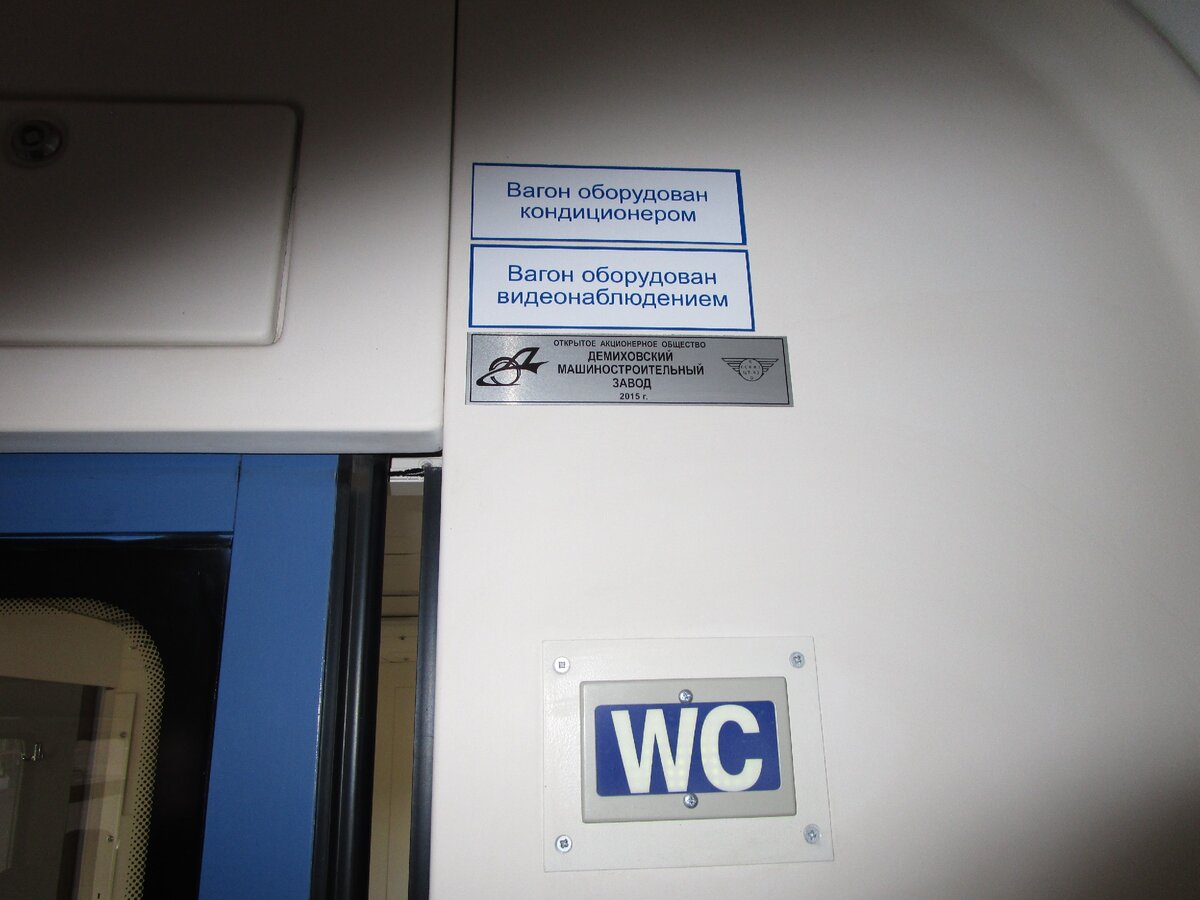 Вагон оборудован
кондиционером
Вагон оборудован
видеонаблюдением
ОТКРЫТОЕ АКЦИОНЕРНОЕ ОБЩЕСТВО
ДЕМИХОВСКИЙ
МАШИНОСТРОИТЕЛЬНЫЙ
ЗАВОД
2015 г.
WC